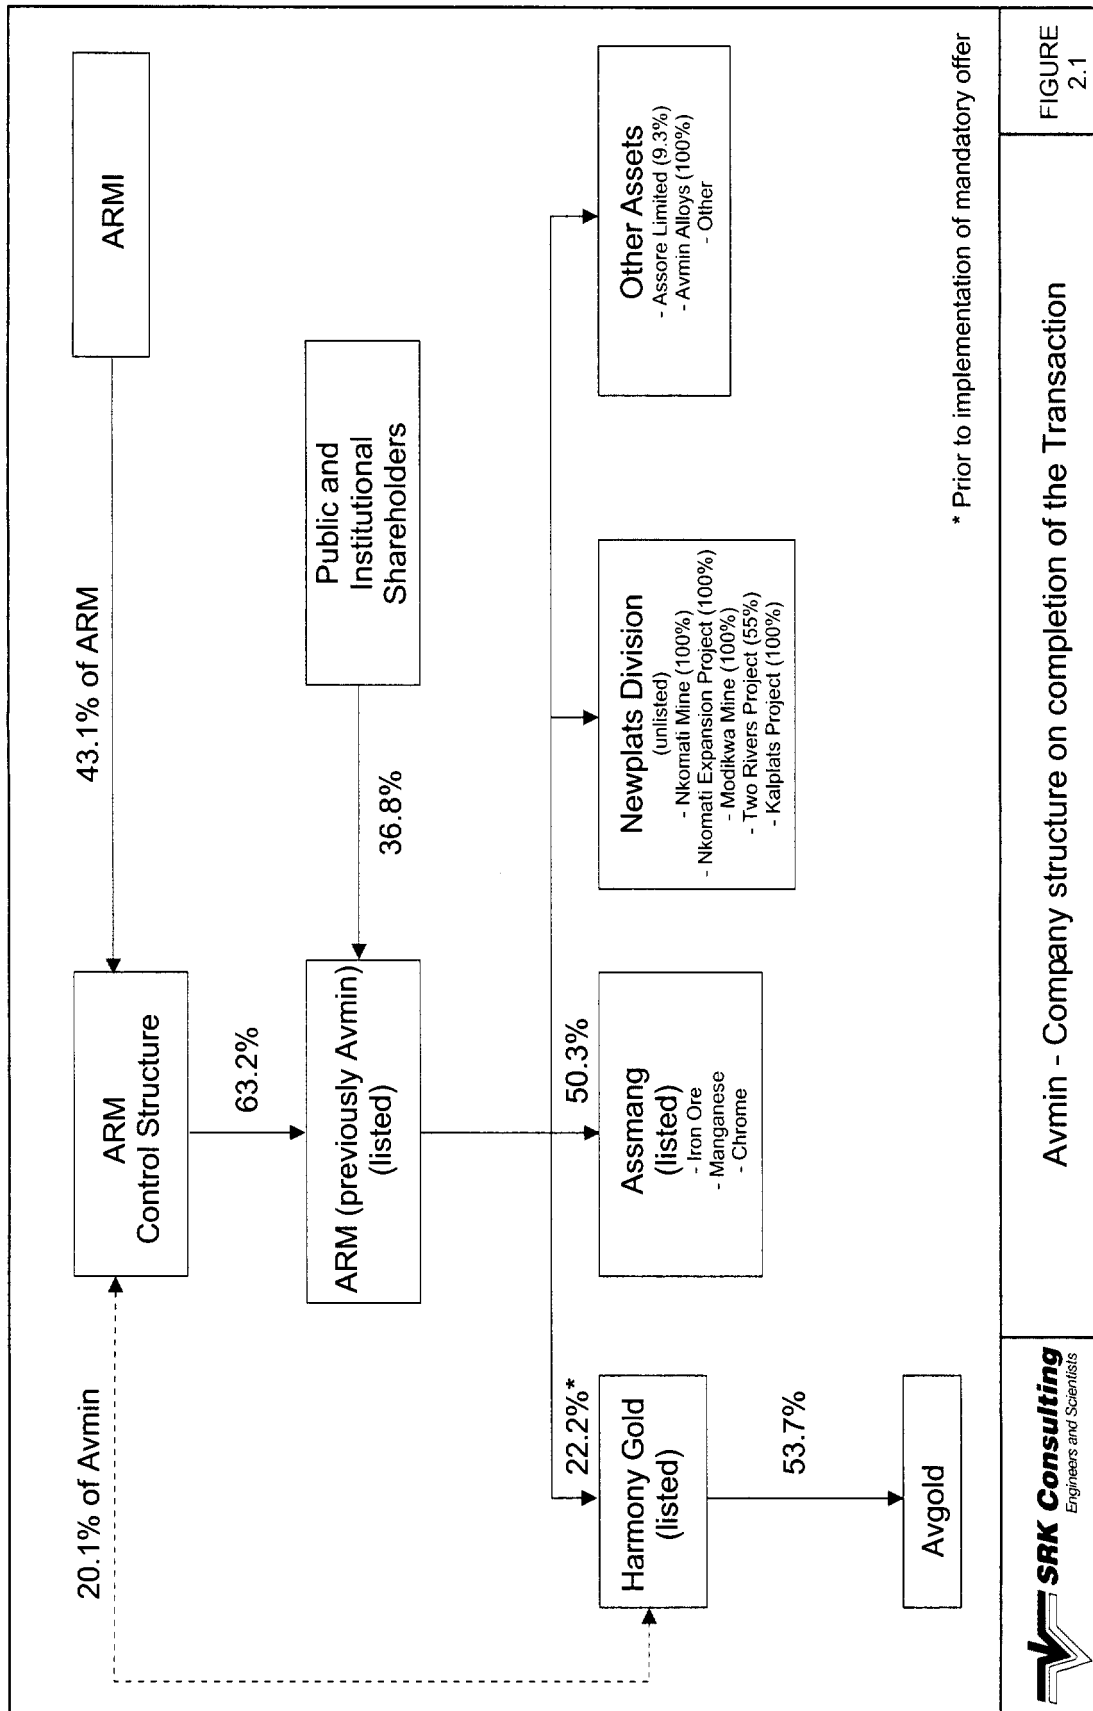 20.1% of Avmin
ARM
Control Structure
43.1% of ARM
ARMI
63.2%
Public and
Institutional
Shareholders
36.8%
ARM (previously Avmin)
(listed)
22.2%*
50.3%
Harmony Gold
(listed)
Assmang
(listed)
- Iron Ore
- Manganese
- Chrome
Newplats Division
(unlisted)
- Nkomati Mine (100%)
- Nkomati Expansion Project (100%)
- Modikwa Mine (100%)
- Two Rivers Project (55%)
- Kalplats Project (100%)
Other Assets
- Assore Limited (9.3%)
- Avmin Alloys (100%)
- Other
53.7%
Avgold
* Prior to implementation of mandatory offer
SRK Consulting
Engineers and Scientists
Avmin - Company structure on completion of the Transaction
FIGURE
2.1